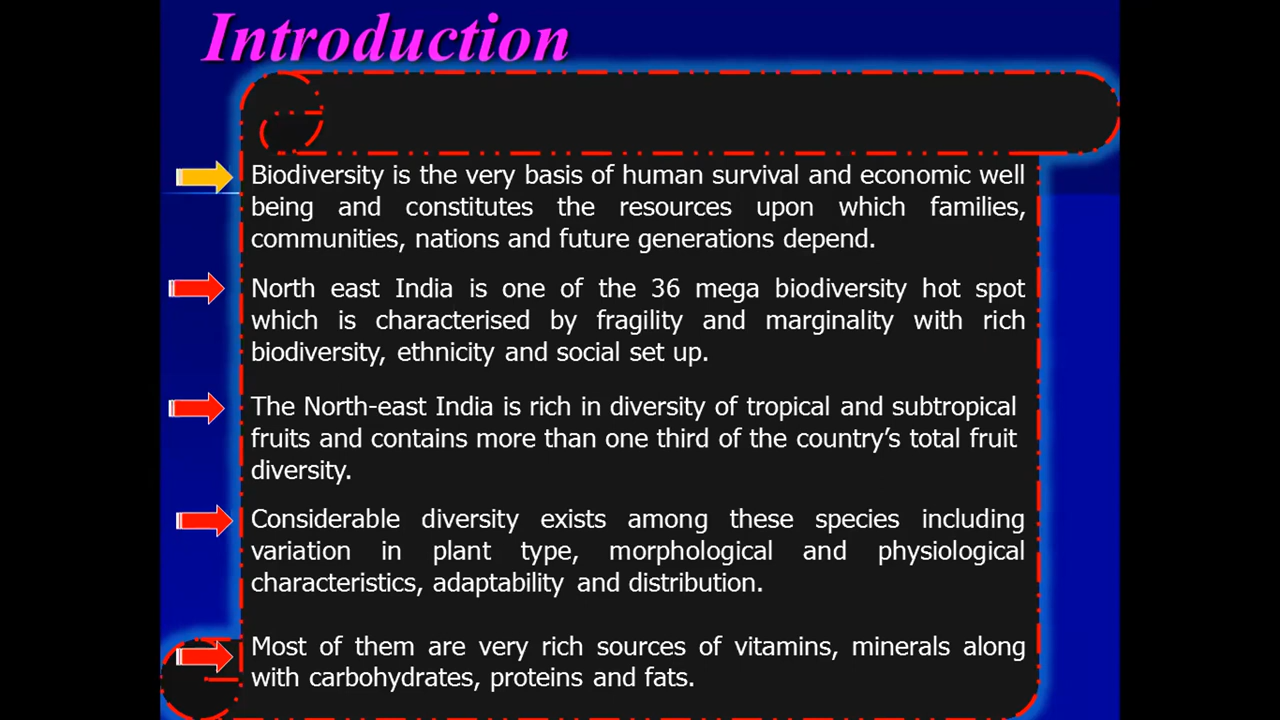 Introduction
Biodiversity is the very basis of human survival and economic well
being and constitutes the resources upon which families,
communities, nations and future generations depend.
North east India is one of the 36 mega biodiversity hot spot
which is characterised by fragility and marginality with rich
biodiversity, ethnicity and social set up.
The North-east India is rich in diversity of tropical and subtropical
fruits and contains more than one third of the country's total fruit
diversity.
Considerable diversity exists among these species including
variation in plant type, morphological and physiological
characteristics, adaptability and distribution.
Most of them are very rich sources of vitamins, minerals along
with carbohydrates, proteins and fats.